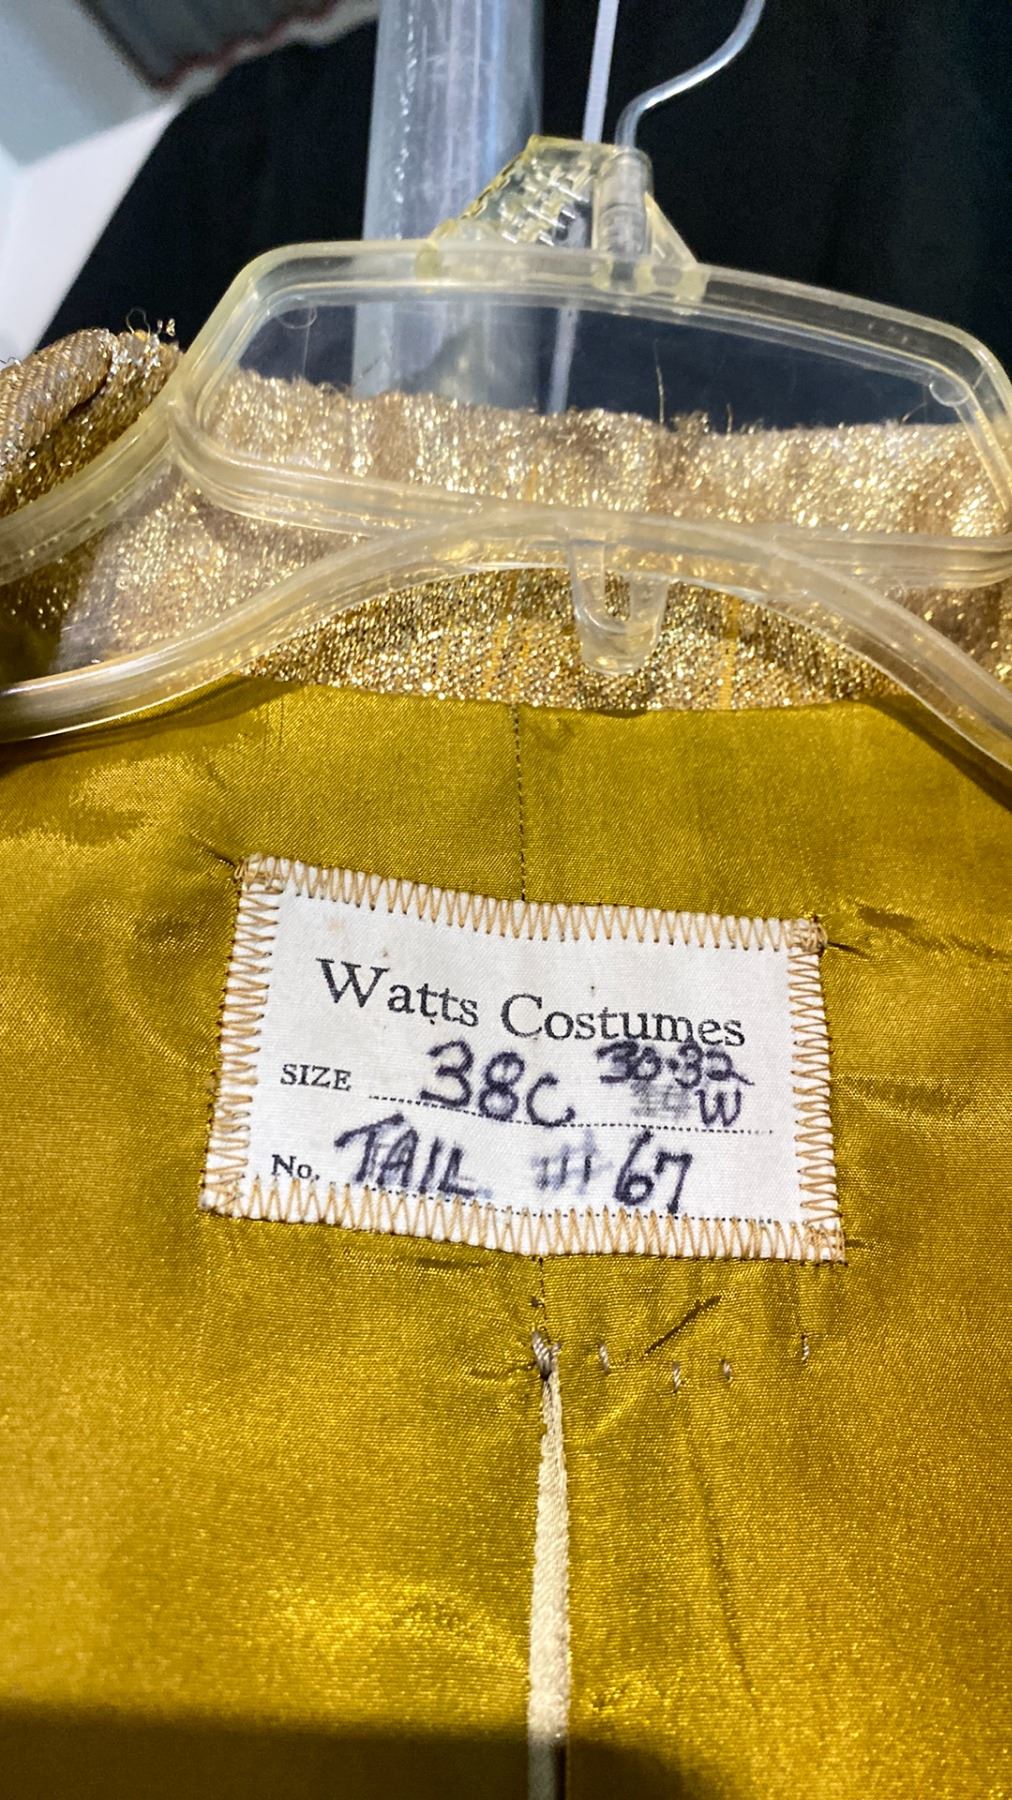 Watts Costumes
SIZE 38C 30-32 W
No. TAIL # 67